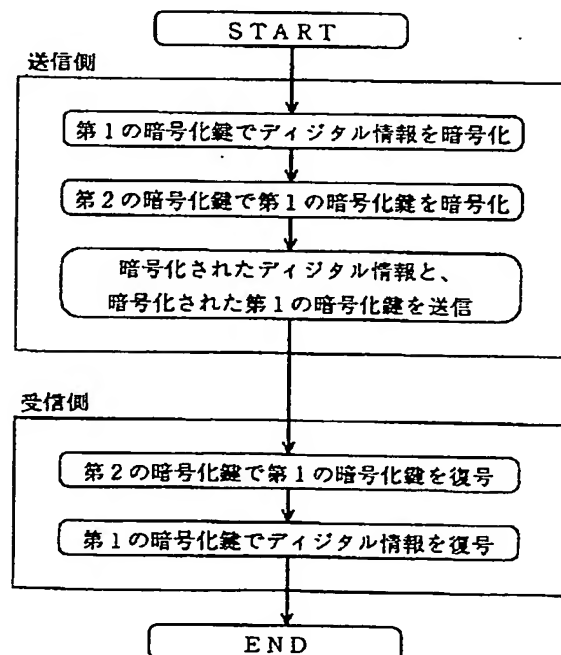 START
送信側
第1の暗号化鍵でディジタル情報を暗号化
第2の暗号化鍵で第1の暗号化鍵を暗号化
暗号化されたディジタル情報と、
暗号化された第1の暗号化鍵を送信
受信側
第2の暗号化鍵で第1の暗号化鍵を復号
第1の暗号化鍵でディジタル情報を復号
END